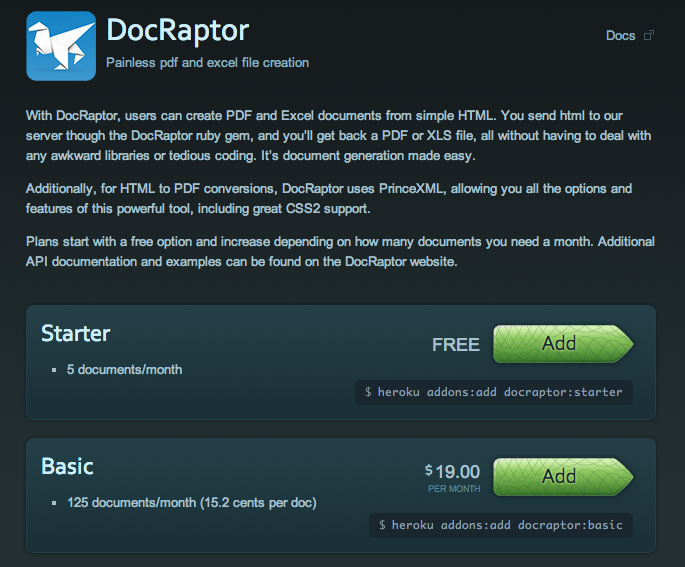 DocRaptor
Docs
Painless pdf and excel file creation
With DocRaptor, users can create PDF and Excel documents from simple HTML. You send html to our
server though the DocRaptor ruby gem, and you'll get back a PDF or XLS file, all without having to deal with
any awkward libraries or tedious coding. It's document generation made easy.
Additionally, for HTML to PDF conversions, DocRaptor uses PrinceXML, allowing you all the options and
features of this powerful tool, including great CSS2 support.
Plans start with a free option and increase depending on how many documents you need a month. Additional
API documentation and examples can be found on the DocRaptor website.
Starter
FREE
Add
5 documents/month
$ heroku addons:add docraptor:starter
Basic
$19.00
PER MONTH
Add
125 documents/month (15.2 cents per doc)
$ heroku addons:add docraptor:basic